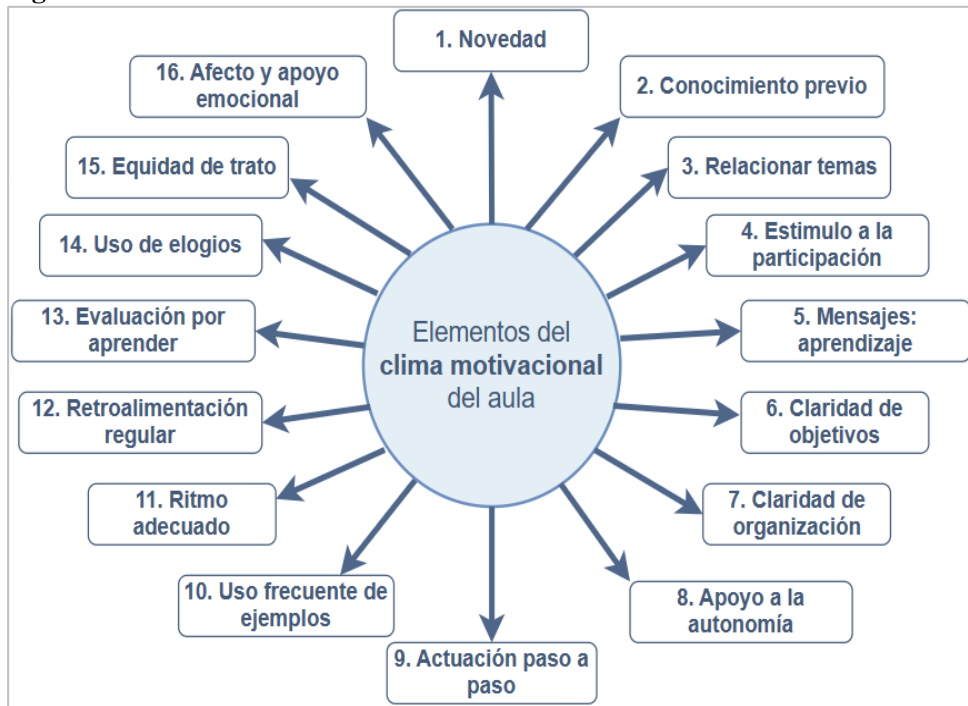 1. Novedad
2. Conocimiento previo
3. Relacionar temas
4. Estimulo a la
participación
5. Mensajes:
aprendizaje
6. Claridad de
objetivos
7. Claridad de
organización
8. Apoyo a la
autonomía
9. Actuación paso a
paso
10. Uso frecuente de
ejemplos
11. Ritmo
adecuado
12. Retroalimentación
regular
13. Evaluación por
aprender
14. Uso de elogios
15. Equidad de trato
16. Afecto y apoyo
emocional
Elementos del
clima motivacional
del aula